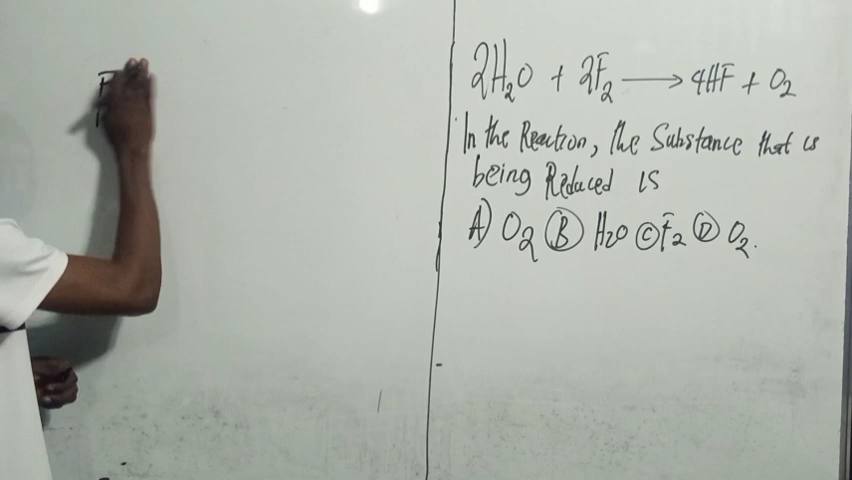 F
2H₂O + 2F₂ → 4HF + O₂
In the Reaction, the Substance that is
being Reduced is
A) O₂ Ⓑ H₂O Ⓒ F₂ Ⓓ O₂.